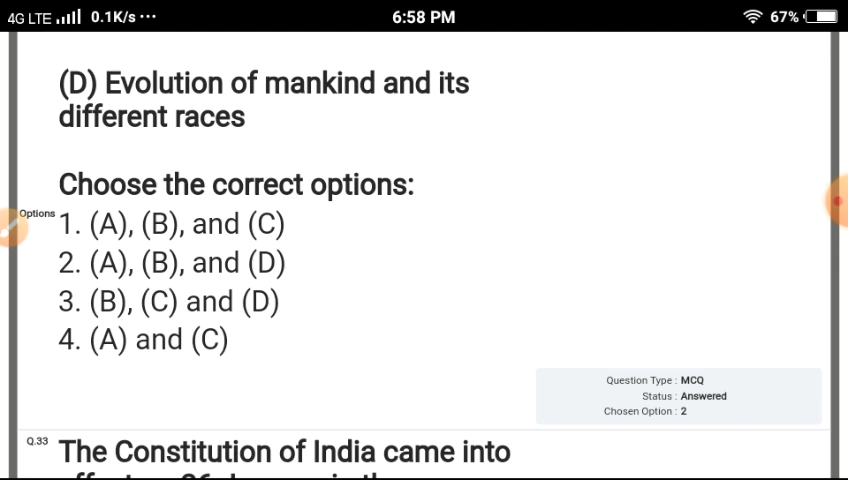 4G LTE 0.1K/s ... 6:58 PM 67%
(D) Evolution of mankind and its
different races
Choose the correct options:
Options 1. (A), (B), and (C)
2. (A), (B), and (D)
3. (B), (C) and (D)
4. (A) and (C)
Question Type : MCQ
Status : Answered
Chosen Option : 2
Q.33 The Constitution of India came into